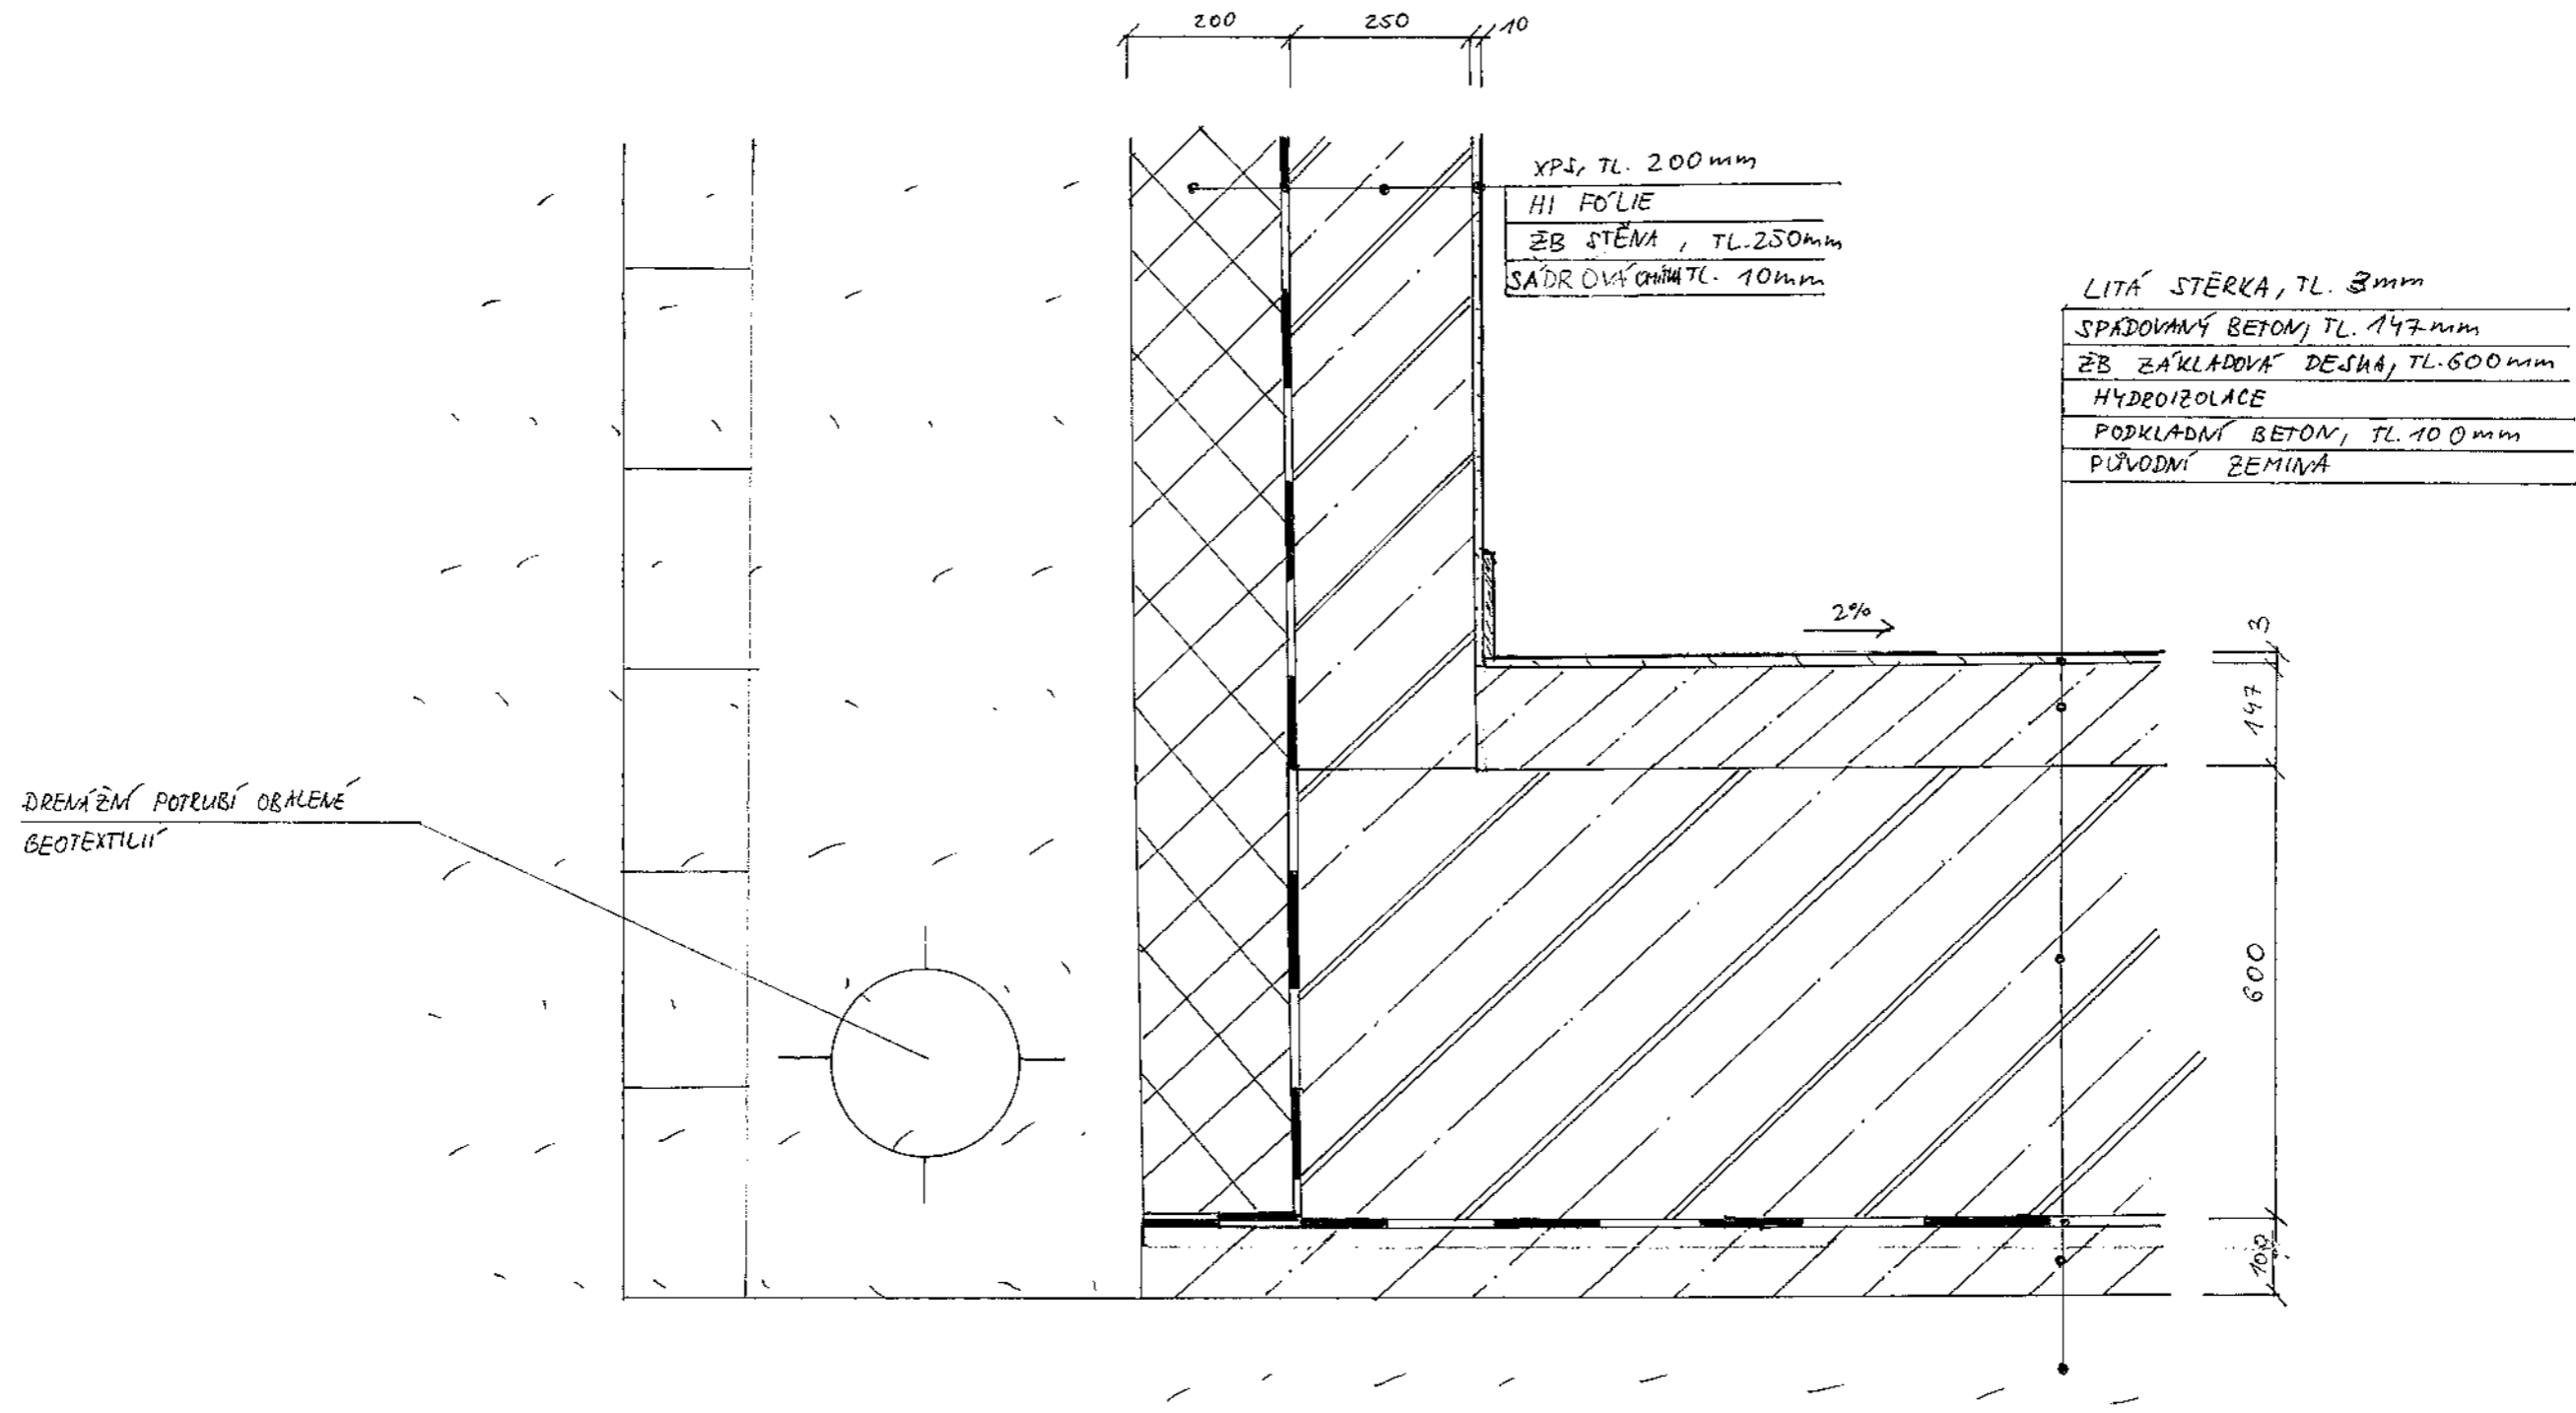 200
250
10
XPS, TL. 200mm
HI FÓLIE
ŽB STĚNA, TL. 250mm
SÁDROVÁ TL. 10mm
LITÁ STĚRKA, TL. 3mm
SPÁDOVANÝ BETON, TL. 147mm
ŽB ZÁKLADOVÁ DESKA, TL. 600mm
HYDROIZOLACE
PODKLADNÍ BETON, TL. 100mm
PŮVODNÍ ZEMINA
2%
3
147
600
100
DRENÁŽNÍ POTRUBÍ OBALENÉ
GEOTEXTILIÍ